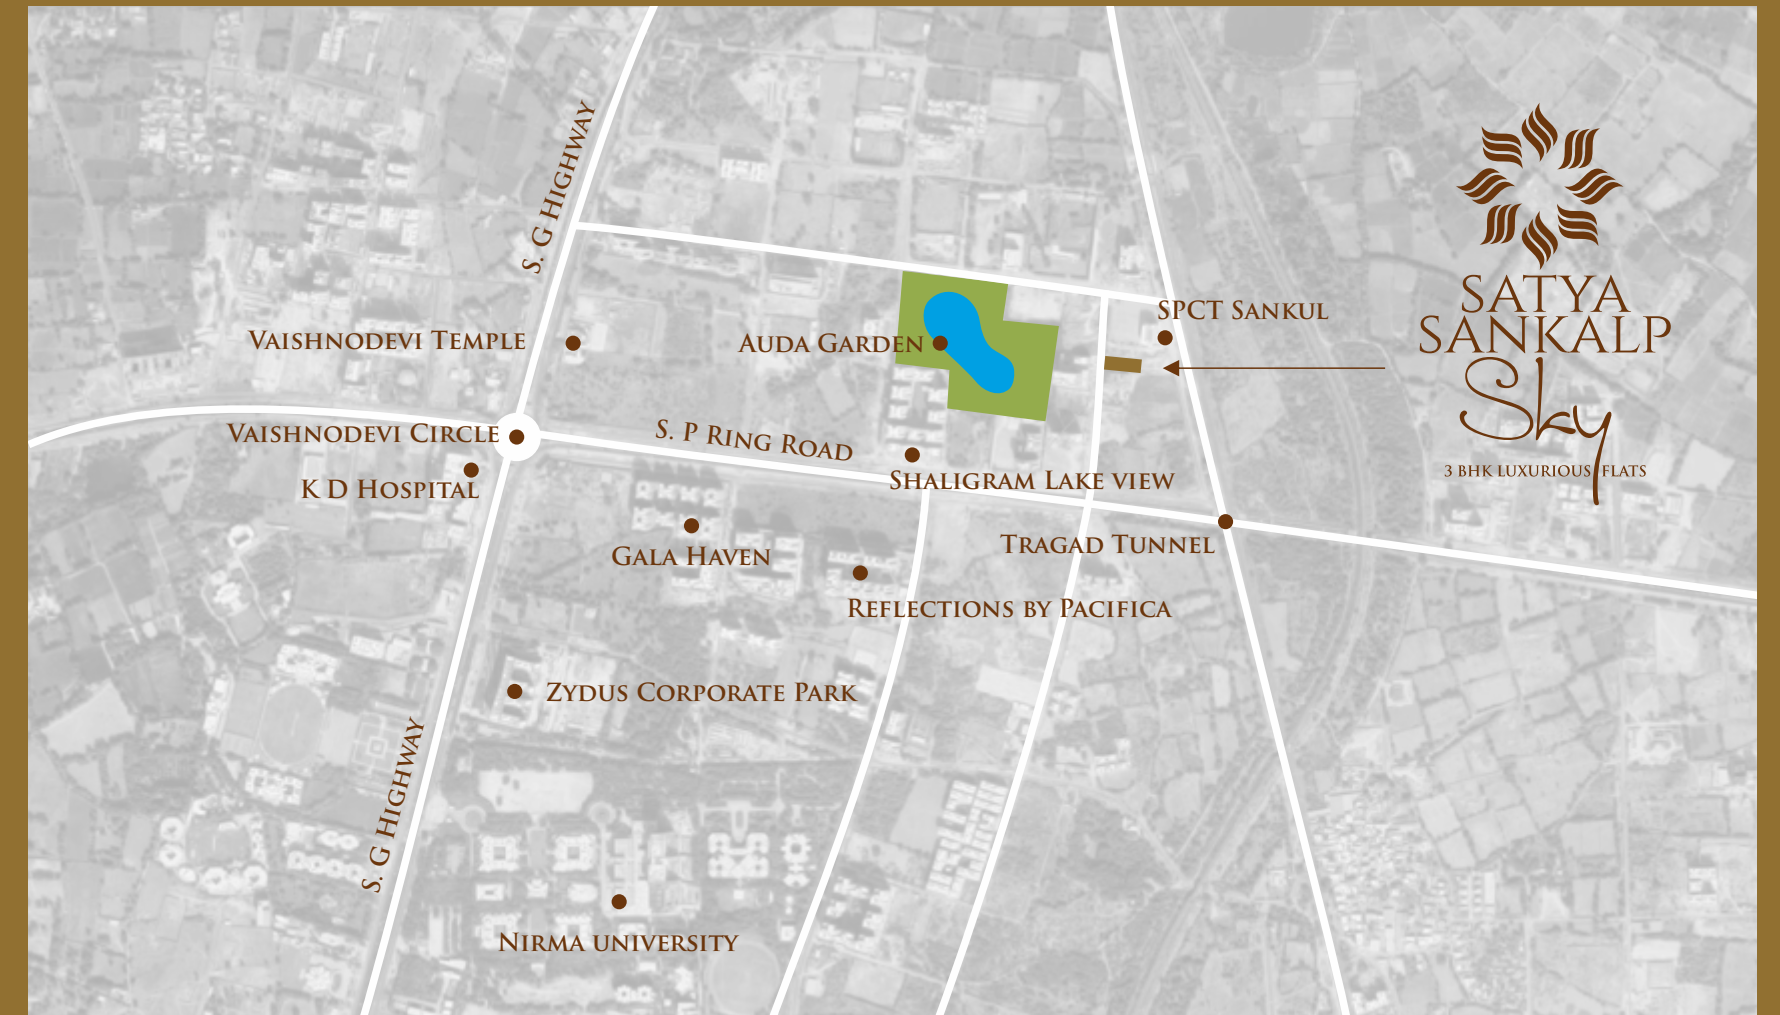 S. G HIGHWAY
SPCT SANKUL
SATYA
SANKALP
Sky
3 BHK LUXURIOUS FLATS
VAISHNODEVI TEMPLE
AUDA GARDEN
VAISHNODEVI CIRCLE
S. P RING ROAD
K D HOSPITAL
SHALIGRAM LAKE VIEW
GALA HAVEN
TRAGAD TUNNEL
REFLECTIONS BY PACIFICA
ZYDUS CORPORATE PARK
S. G HIGHWAY
NIRMA UNIVERSITY